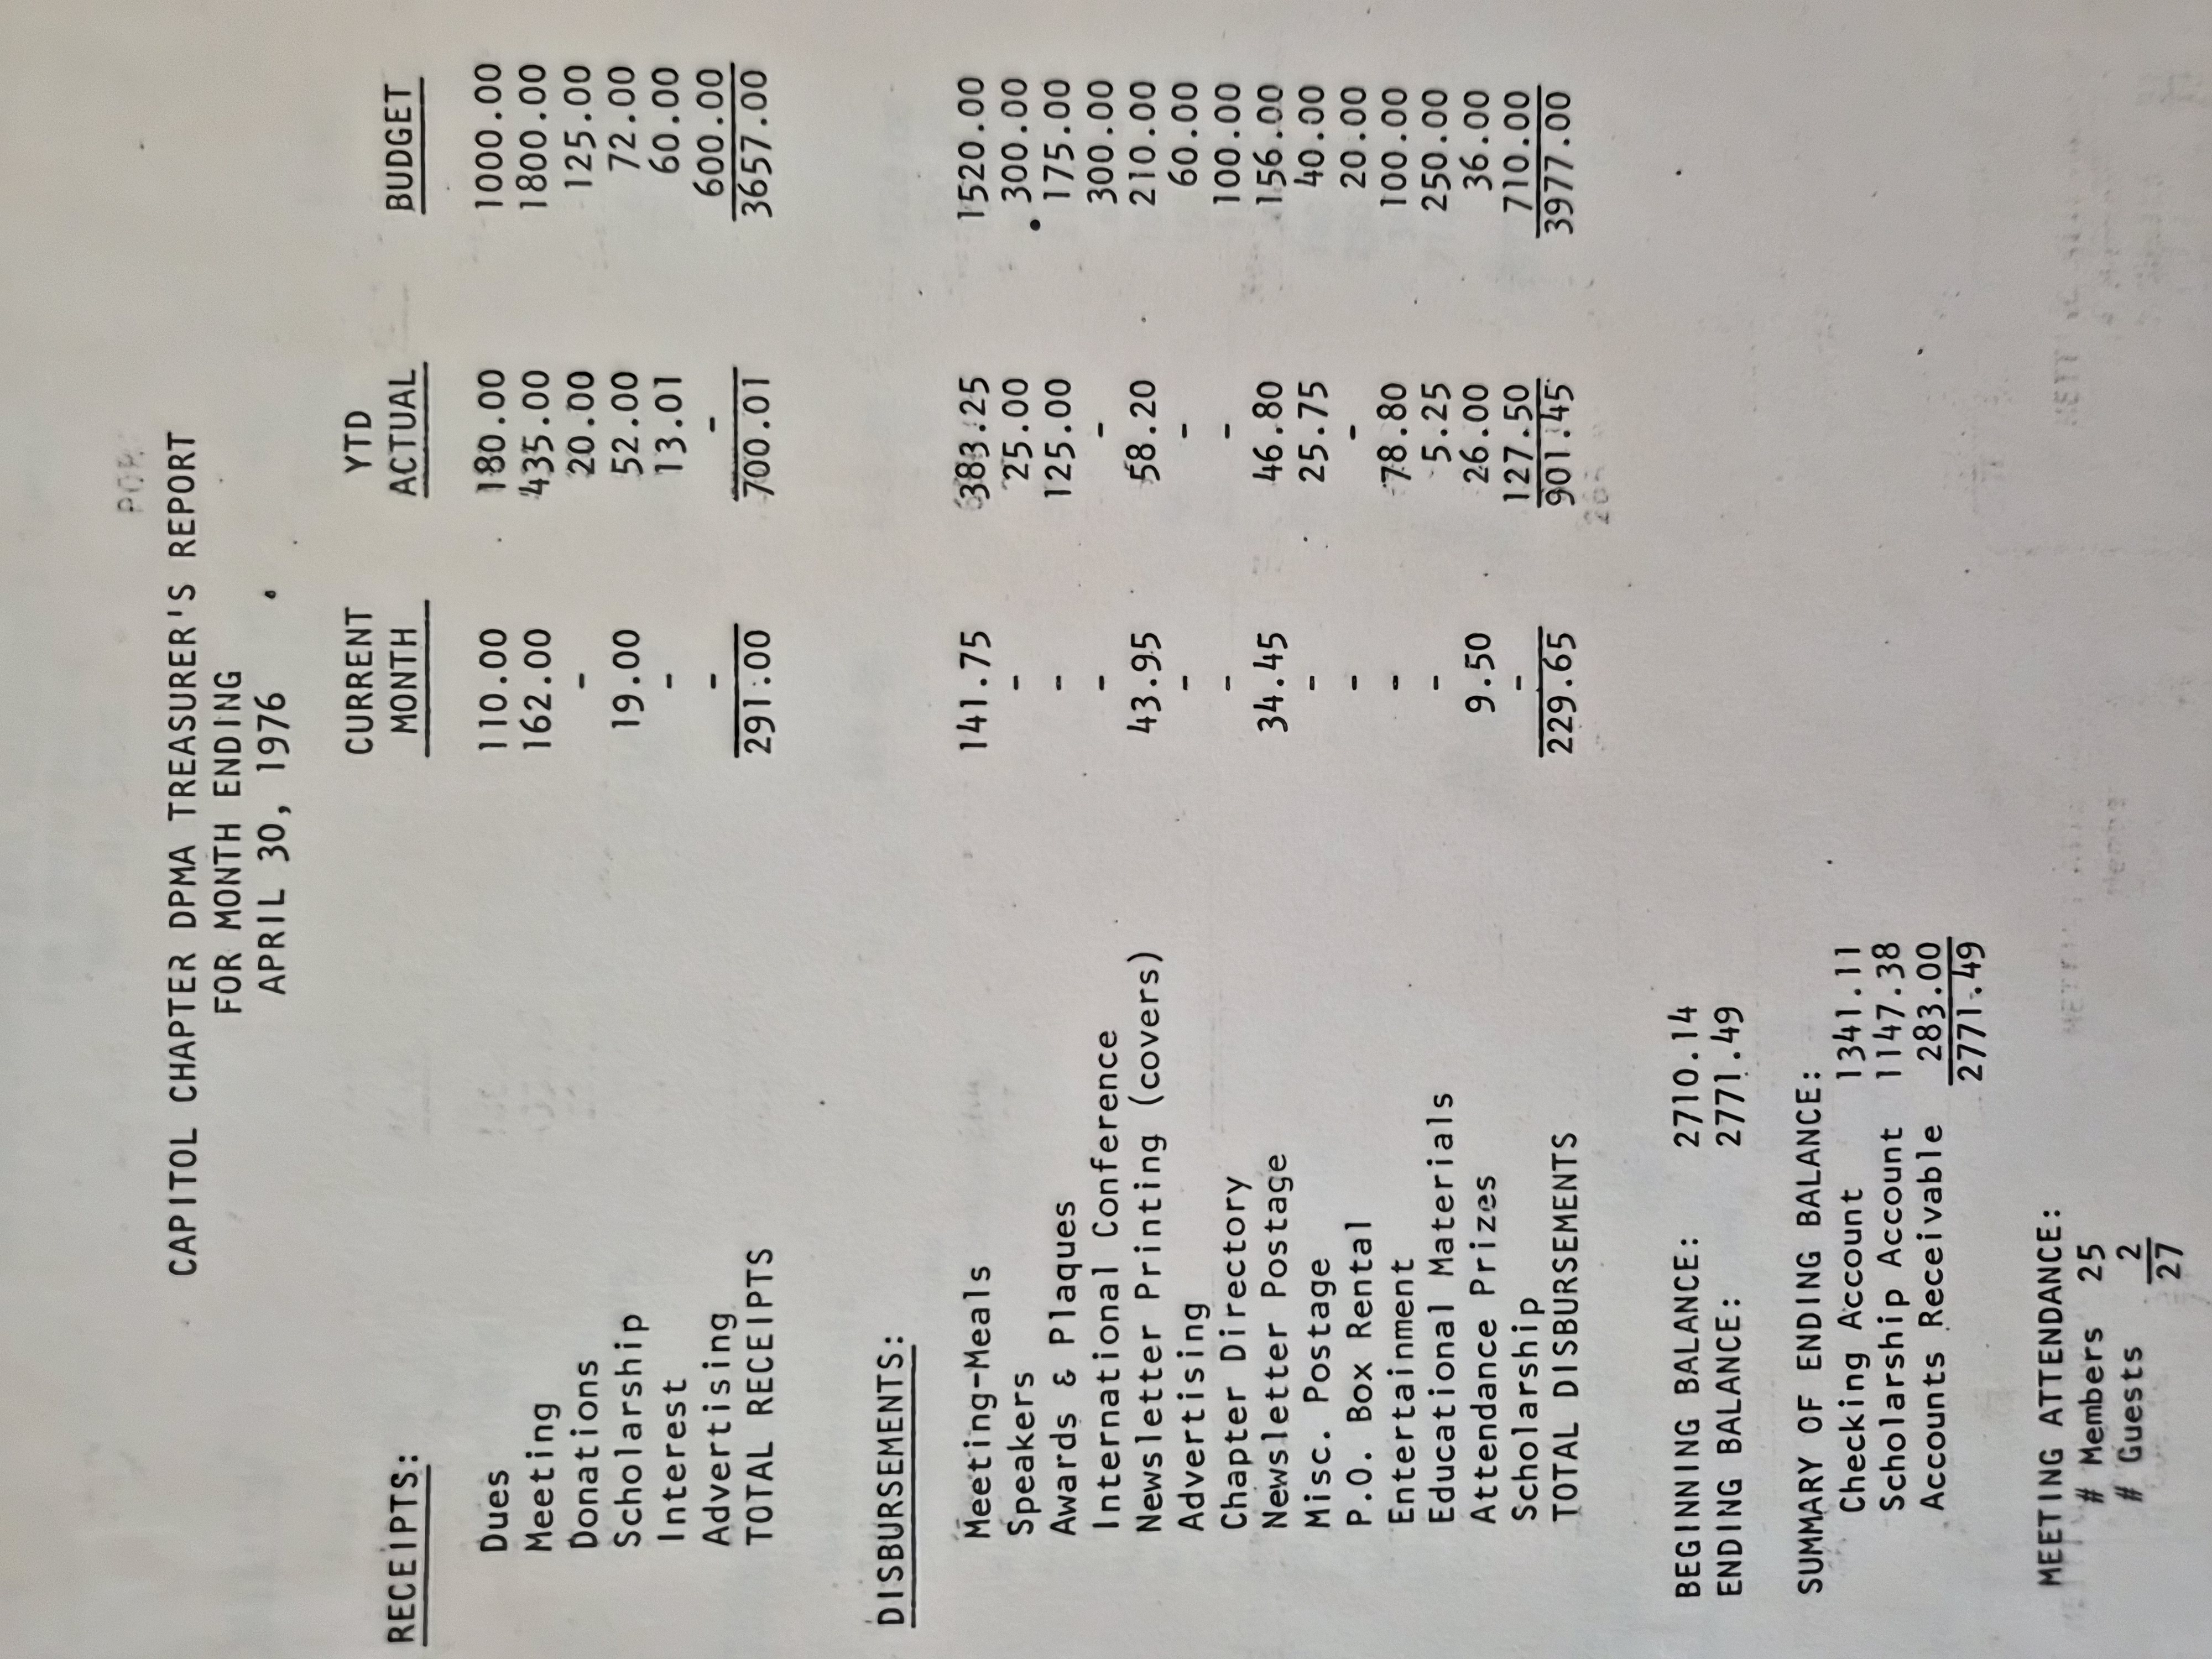 CAPITOL CHAPTER DPMA TREASURER'S REPORT
FOR MONTH ENDING
APRIL 30, 1976
CURRENT YTD
RECEIPTS: MONTH ACTUAL BUDGET
Dues 110.00 180.00 1000.00
Meeting 162.00 435.00 1800.00
Donations - 20.00 125.00
Scholarship 19.00 52.00 72.00
Interest - 13.01 60.00
Advertising - - 600.00
TOTAL RECEIPTS 291.00 700.01 3657.00
DISBURSEMENTS:
Meeting-Meals 141.75 383.25 1520.00
Speakers - 25.00 300.00
Awards & Plaques - 125.00 175.00
International Conference - - 300.00
Newsletter Printing (covers) 43.95 58.20 210.00
Advertising - - 60.00
Chapter Directory - - 100.00
Newsletter Postage 34.45 46.80 156.00
Misc. Postage - 25.75 40.00
P.O. Box Rental - - 20.00
Entertainment - 78.80 100.00
Educational Materials - 5.25 250.00
Attendance Prizes 9.50 26.00 36.00
Scholarship - 127.50 710.00
TOTAL DISBURSEMENTS 229.65 901.45 3977.00
BEGINNING BALANCE: 2710.14
ENDING BALANCE: 2771.49
SUMMARY OF ENDING BALANCE:
Checking Account 1341.11
Scholarship Account 1147.38
Accounts Receivable 283.00
2771.49
MEETING ATTENDANCE:
# Members 25
# Guests 2
27